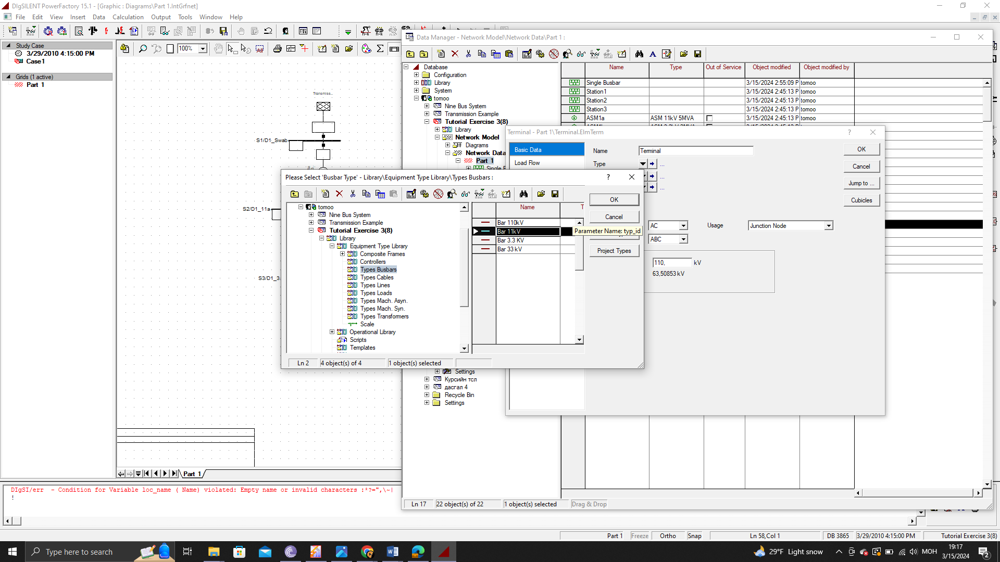 DIgSILENT PowerFactory 15.1 - [Graphic : Diagrams\Part 1.IntGrfnet]
File Edit View Insert Data Calculation Output Tools Window Help
Study Case
3/29/2010 4:15:00 PM
Case1
Grids (1 active)
Part 1
100%
Transmiss..
S1/D1_Swab
S2/D1_11a
S3/D1_3.
Part 1
Data Manager - Network Model\Network Data\Part 1 :
Database
Configuration
Library
System
tomoo
Nine Bus System
Transmission Example
Tutorial Exercise 3(8)
Library
Network Model
Diagrams
Network Data
Part 1
Settings
Курсийн тсл
дасгал 4
Recycle Bin
Settings
Name Type Out of Service Object modified Object modified by
Single Busbar 3/15/2024 2:55:09 P tomoo
Station1 3/15/2024 2:45:13 P tomoo
Station2 3/15/2024 2:45:13 P tomoo
Station3 3/15/2024 2:45:13 P tomoo
ASM1a ASM 11kV 5MVA 3/15/2024 2:45:13 P tomoo
Terminal - Part 1\Terminal.ElmTerm
Basic Data
Load Flow
Name Terminal
Type ...
...
...
OK
Cancel
Jump to ...
Cubicles
AC Usage Junction Node
ABC
110, kV
63,50853 kV
Please Select 'Busbar Type' - Library\Equipment Type Library\Types Busbars :
tomoo
Nine Bus System
Transmission Example
Tutorial Exercise 3(8)
Library
Equipment Type Library
Composite Frames
Controllers
Types Busbars
Types Cables
Types Lines
Types Loads
Types Mach. Asyn.
Types Mach. Syn.
Types Transformers
Scale
Operational Library
Scripts
Templates
Name T
Bar 110kV
Bar 11kV
Bar 3.3 KV
Bar 33 kV
OK
Cancel
Parameter Name: typ_id
Project Types
Ln 2 4 object(s) of 4 1 object(s) selected
Ln 17 22 object(s) of 22 1 object(s) selected Drag & Drop
DIgSI/err - Condition for Variable loc_name ( Name) violated: Empty name or invalid characters :*?=",\~|
!
Part 1 Freeze Ortho Snap Ln 58,Col 1 DB 3865 3/29/2010 4:15:00 PM Tutorial Exercise 3(8)
Type here to search
29°F Light snow
МОН
19:17
3/15/2024
2